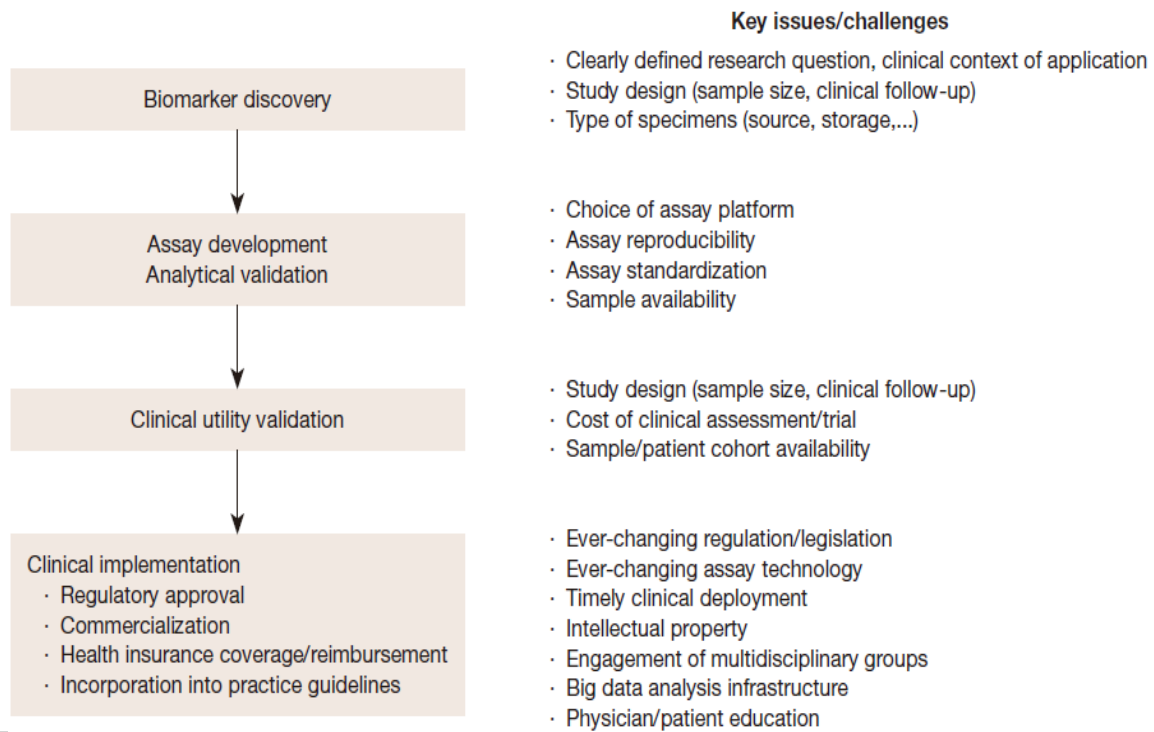 Key issues/challenges
Biomarker discovery
· Clearly defined research question, clinical context of application
· Study design (sample size, clinical follow-up)
· Type of specimens (source, storage,...)
Assay development
Analytical validation
· Choice of assay platform
· Assay reproducibility
· Assay standardization
· Sample availability
Clinical utility validation
· Study design (sample size, clinical follow-up)
· Cost of clinical assessment/trial
· Sample/patient cohort availability
Clinical implementation
· Regulatory approval
· Commercialization
· Health insurance coverage/reimbursement
· Incorporation into practice guidelines
· Ever-changing regulation/legislation
· Ever-changing assay technology
· Timely clinical deployment
· Intellectual property
· Engagement of multidisciplinary groups
· Big data analysis infrastructure
· Physician/patient education